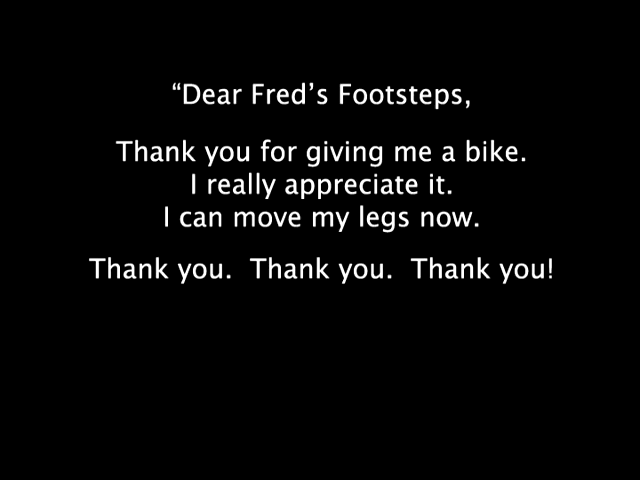 “Dear Fred’s Footsteps,
Thank you for giving me a bike.
I really appreciate it.
I can move my legs now.
Thank you.  Thank you.  Thank you!